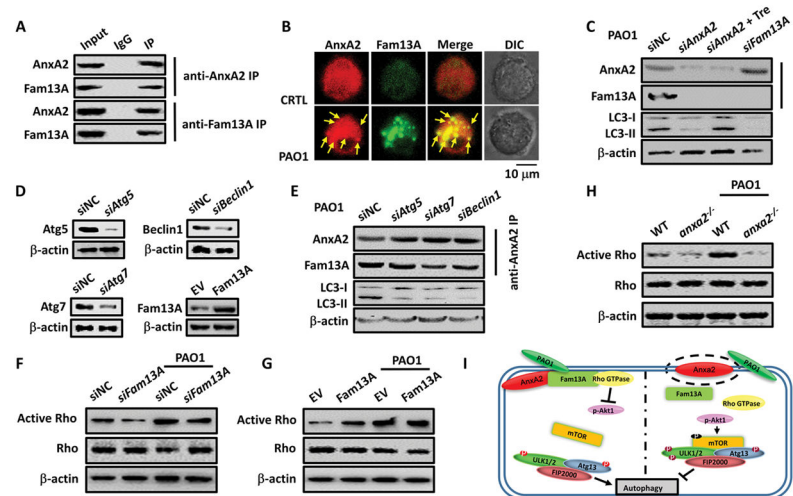 A
Input IgG IP
AnxA2
Fam13A
anti-AnxA2 IP
AnxA2
Fam13A
anti-Fam13A IP
B
AnxA2 Fam13A Merge DIC
CRTL
PAO1
10 μm
C
PAO1
siNC siAnxA2 siAnxA2 + Tre siFam13A
AnxA2
Fam13A
LC3-I
LC3-II
β-actin
D
siNC siAtg5
Atg5
β-actin
siNC siBeclin1
Beclin1
β-actin
siNC siAtg7
Atg7
β-actin
EV Fam13A
Fam13A
β-actin
E
PAO1
siNC siAtg5 siAtg7 siBeclin1
AnxA2
Fam13A
anti-AnxA2 IP
LC3-I
LC3-II
β-actin
H
PAO1
WT anxa2-/- WT anxa2-/-
Active Rho
Rho
β-actin
F
PAO1
siNC siFam13A siNC siFam13A
Active Rho
Rho
β-actin
G
PAO1
EV Fam13A EV Fam13A
Active Rho
Rho
β-actin
I
PAO1
AnxA2 Fam13A Rho GTPase
p-Akt1
mTOR
P
ULK1/2 Atg13 P
P
FIP2000
Autophagy
Anxa2
PAO1
Fam13A
Rho GTPase
p-Akt1
P
mTOR
P
ULK1/2 Atg13 P
P
FIP2000